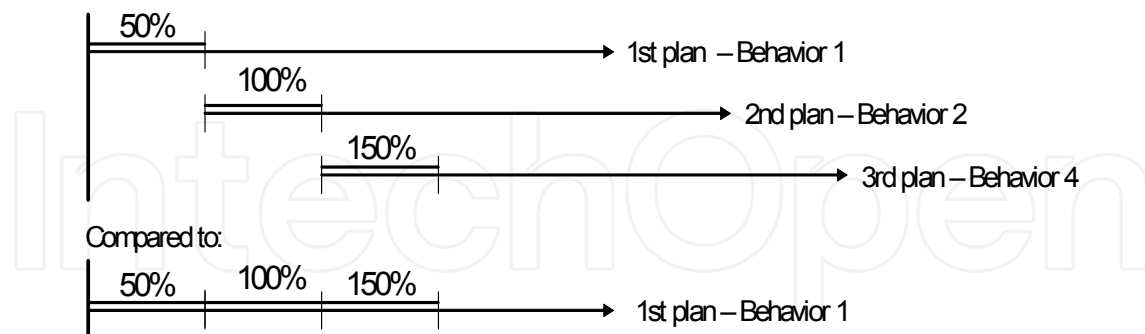 50%
1st plan – Behavior 1
100%
2nd plan – Behavior 2
150%
3rd plan – Behavior 4
IntechOpen
Compared to:
50% 100% 150%
1st plan – Behavior 1